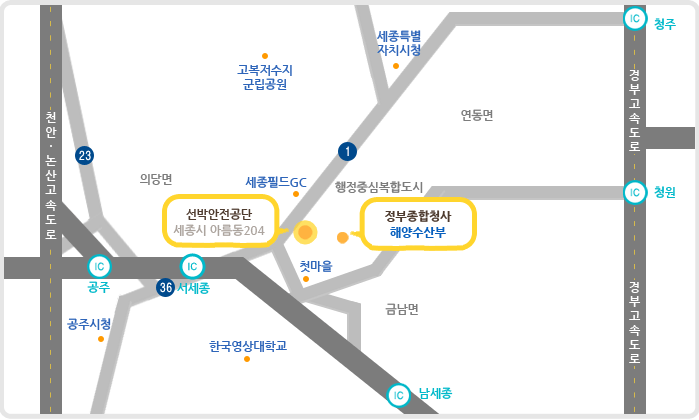 IC
청주
세종특별
자치시청
고복저수지
군립공원
경부고속도로
천안·논산고속도로
연동면
1
23
의당면
세종필드GC
행정중심복합도시
IC
청원
선박안전공단
세종시 아름동204
정부종합청사
해양수산부
IC
공주
IC
서세종
36
첫마을
금남면
경부고속도로
공주시청
한국영상대학교
IC
남세종